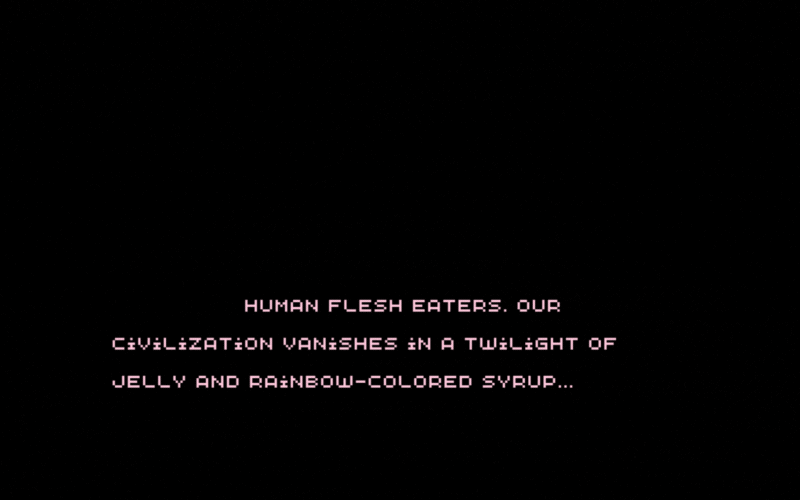 HUMAN FLESH EATERS. OUR
CiViLiZATiON VANiSHES iN A TWiLiGHT OF
JELLY AND RAiNBOW-COLORED SYRUP...